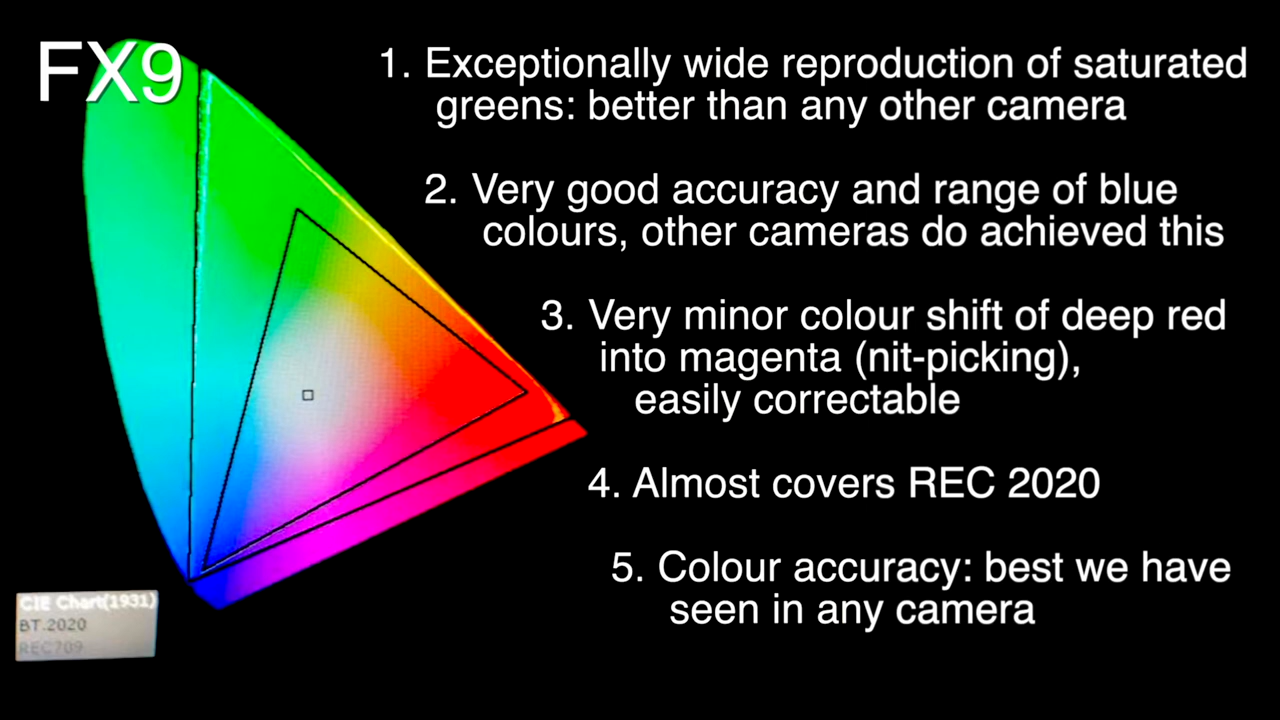 FX9
1. Exceptionally wide reproduction of saturated
greens: better than any other camera
2. Very good accuracy and range of blue
colours, other cameras do achieved this
3. Very minor colour shift of deep red
into magenta (nit-picking),
easily correctable
4. Almost covers REC 2020
5. Colour accuracy: best we have
seen in any camera
CIE Chart(1931)
BT.2020
REC709